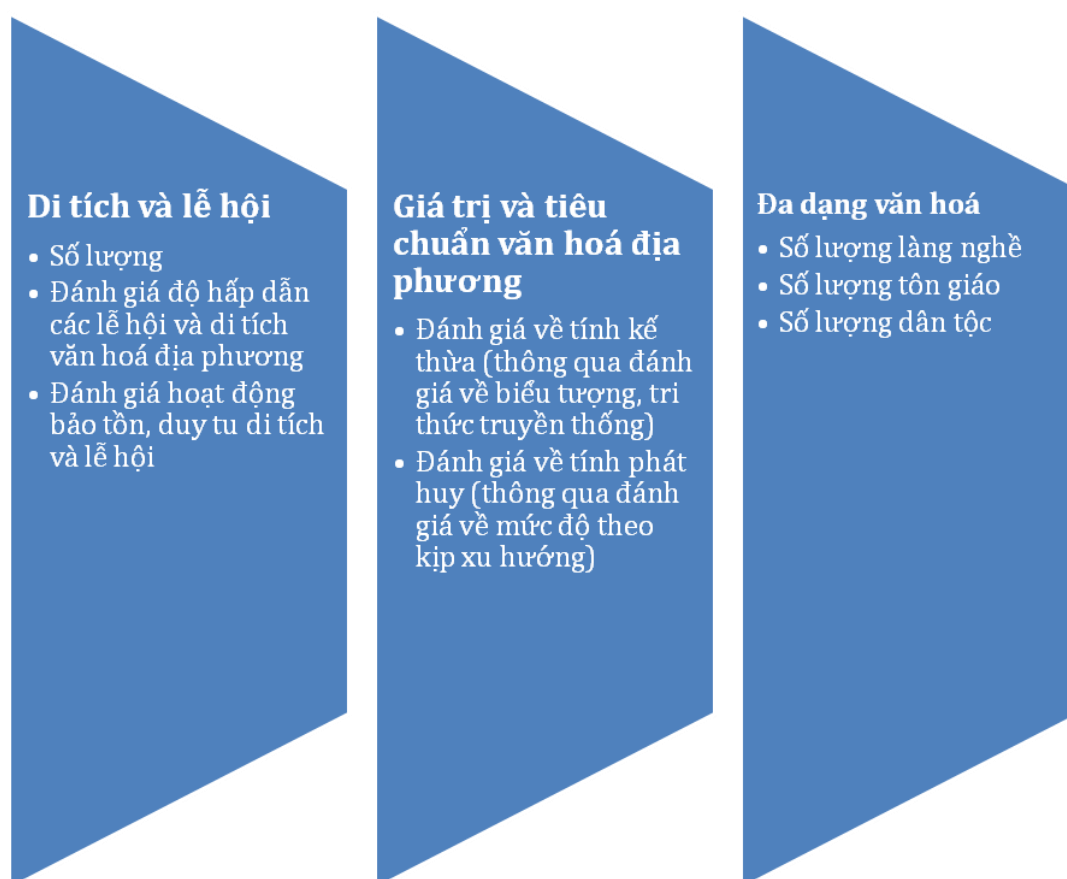 Di tích và lễ hội
• Số lượng
• Đánh giá độ hấp dẫn
các lễ hội và di tích
văn hoá địa phương
• Đánh giá hoạt động
bảo tồn, duy tu di tích
và lễ hội
Giá trị và tiêu
chuẩn văn hoá địa
phương
• Đánh giá về tính kế
thừa (thông qua đánh
giá về biểu tượng, tri
thức truyền thống)
• Đánh giá về tính phát
huy (thông qua đánh
giá về mức độ theo
kịp xu hướng)
Đa dạng văn hoá
• Số lượng làng nghề
• Số lượng tôn giáo
• Số lượng dân tộc